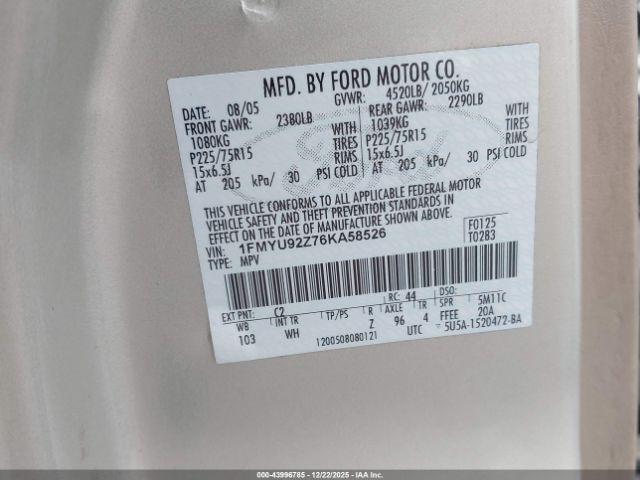 MFD. BY FORD MOTOR CO.
DATE: 08/05 GVWR: 4520LB/ 2050KG
FRONT GAWR: 2380LB REAR GAWR: 2290LB
1080KG WITH 1039KG WITH
P225/75R15 TIRES P225/75R15 TIRES
15x6.5J RIMS 15x6.5J RIMS
AT 205 kPa/ 30 PSI COLD AT 205 kPa/ 30 PSI COLD
Ford
THIS VEHICLE CONFORMS TO ALL APPLICABLE FEDERAL MOTOR
VEHICLE SAFETY AND THEFT PREVENTION STANDARDS IN
EFFECT ON THE DATE OF MANUFACTURE SHOWN ABOVE.
VIN: 1FMYU92Z76KA58526 F0125
TYPE: MPV T0283
EXT PNT: C2 RC: 44 DSO:
WB INT TR TP/PS R AXLE TR SPR 5M11C
103 WH Z 96 4 FFEE 20A
1200508080121 UTC 5U5A-1520472-BA
000-43996785 - 12/22/2025 - IAA, Inc.